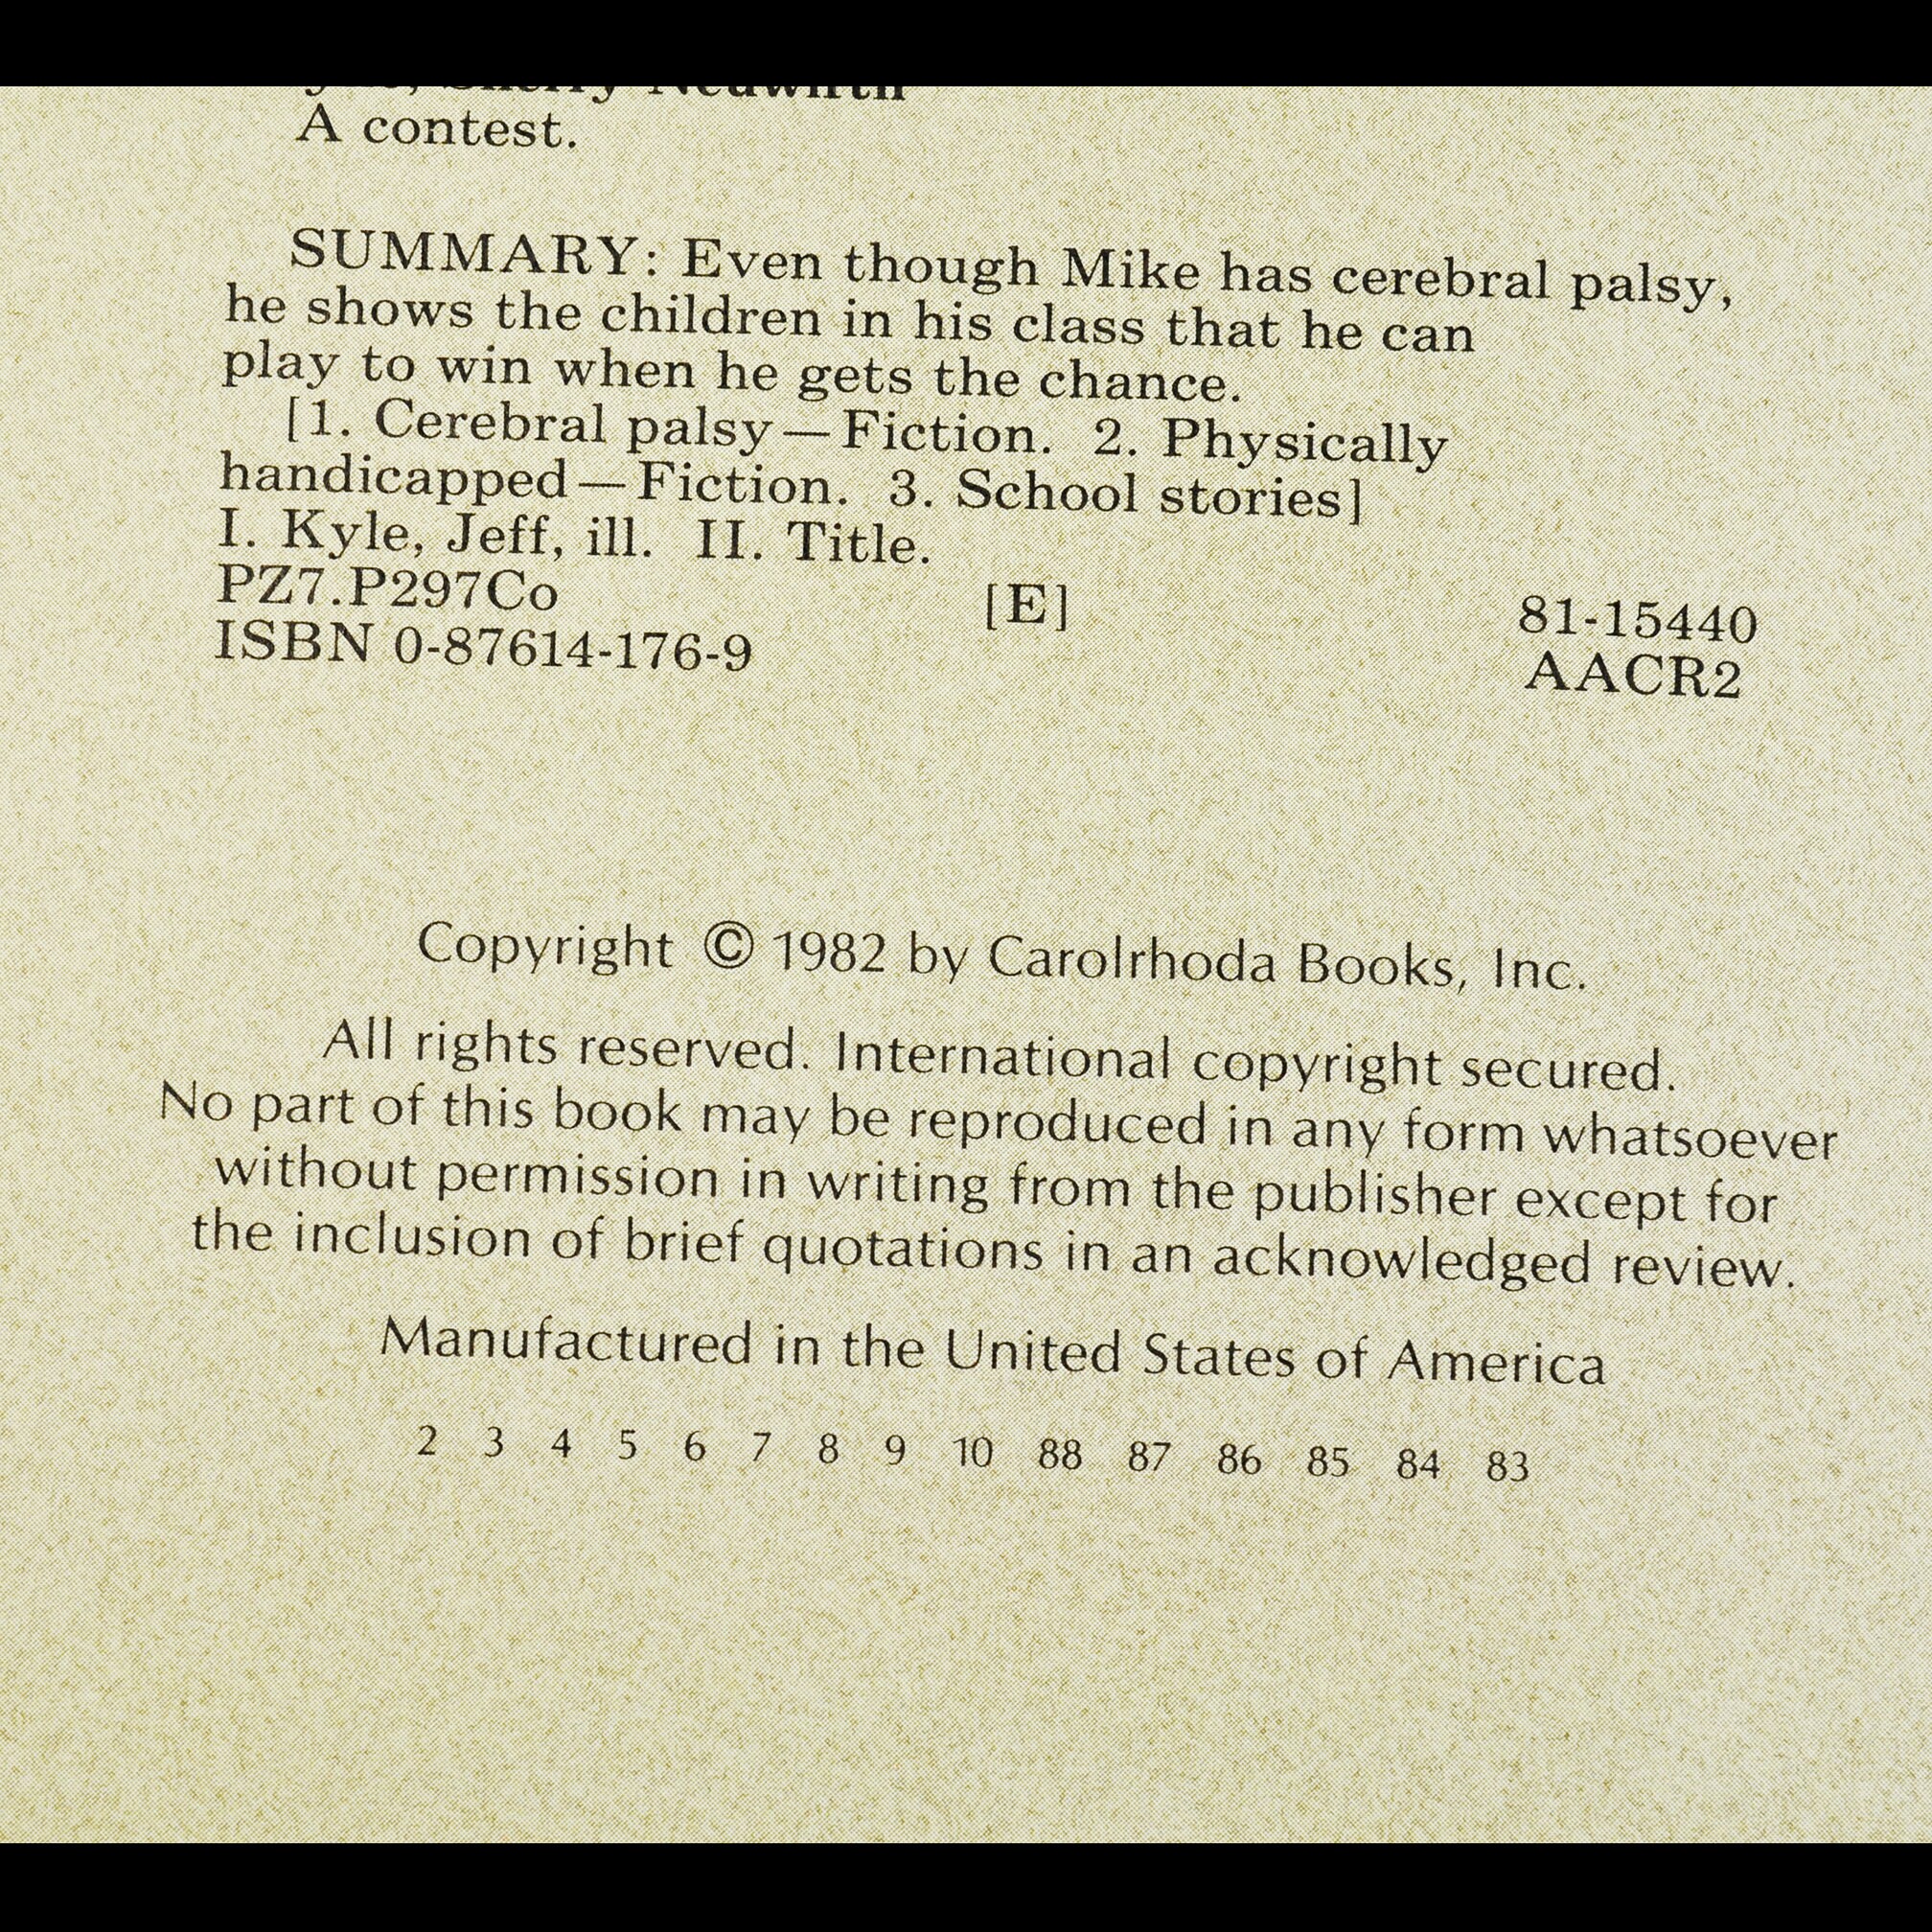 Sherry Neuwirth
A contest.
SUMMARY: Even though Mike has cerebral palsy,
he shows the children in his class that he can
play to win when he gets the chance.
[1. Cerebral palsy—Fiction. 2. Physically
handicapped—Fiction. 3. School stories]
I. Kyle, Jeff, ill. II. Title.
PZ7.P297Co [E] 81-15440
ISBN 0-87614-176-9 AACR2
Copyright © 1982 by Carolrhoda Books, Inc.
All rights reserved. International copyright secured.
No part of this book may be reproduced in any form whatsoever
without permission in writing from the publisher except for
the inclusion of brief quotations in an acknowledged review.
Manufactured in the United States of America
2 3 4 5 6 7 8 9 10 88 87 86 85 84 83